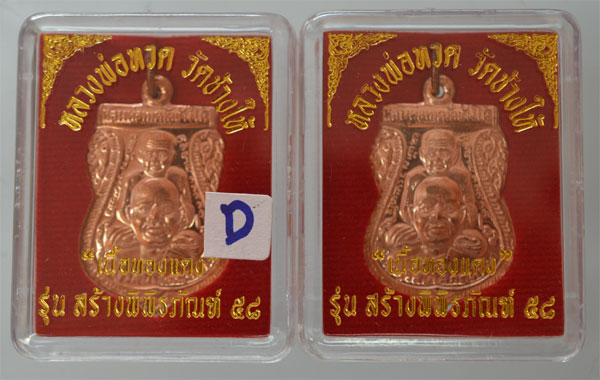 หลวงพ่อทวด วัดช้างให้
"เนื้อทองแดง"
รุ่น สร้างพิพิธภัณฑ์ ๕๘
D
หลวงพ่อทวด วัดช้างให้
"เนื้อทองแดง"
รุ่น สร้างพิพิธภัณฑ์ ๕๘